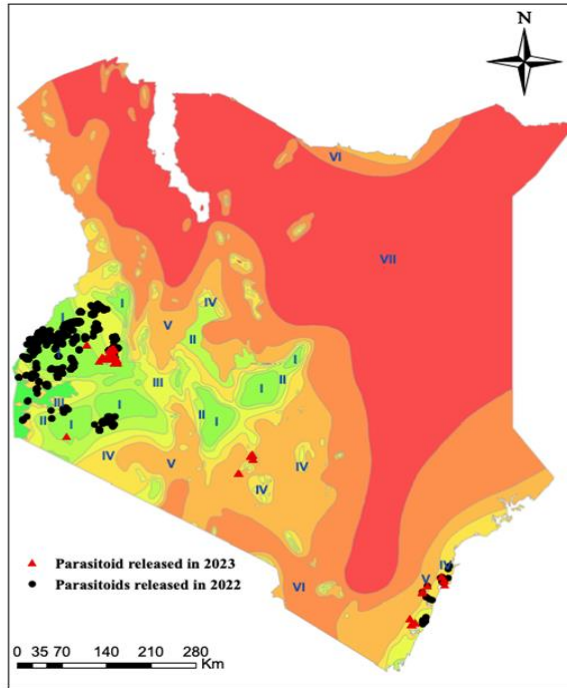 N
VI
VII
I
I
IV
V
II
I
III
I
II
III
I
II
I
II
I
IV
V
IV
IV
V
IV
VI
Parasitoid released in 2023
Parasitoids released in 2022
0 35 70 140 210 280
Km